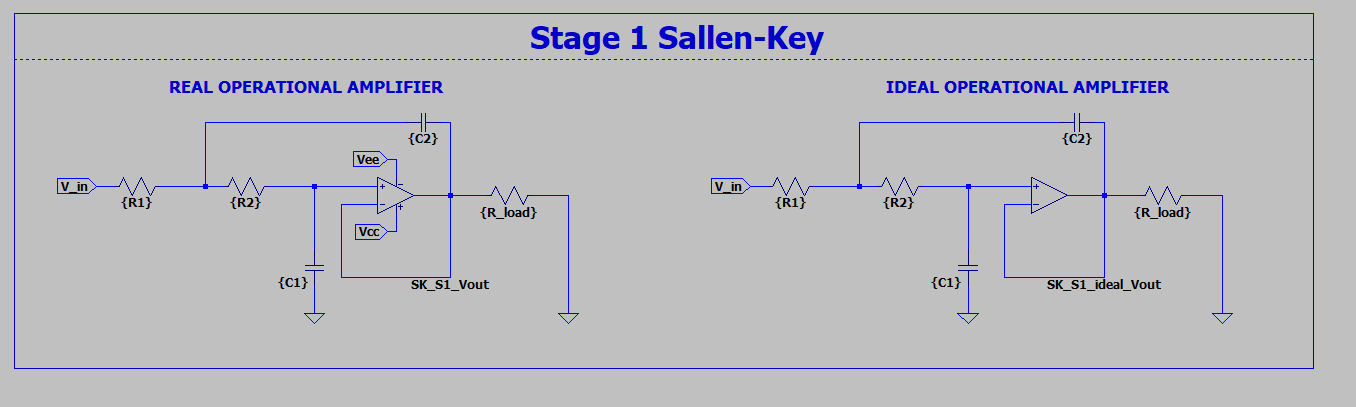 Stage 1 Sallen-Key
REAL OPERATIONAL AMPLIFIER
{C2}
Vee
V_in
{R1}
{R2}
+
-
-
+
{R_load}
Vcc
{C1}
SK_S1_Vout
IDEAL OPERATIONAL AMPLIFIER
{C2}
V_in
{R1}
{R2}
+
-
{R_load}
{C1}
SK_S1_ideal_Vout